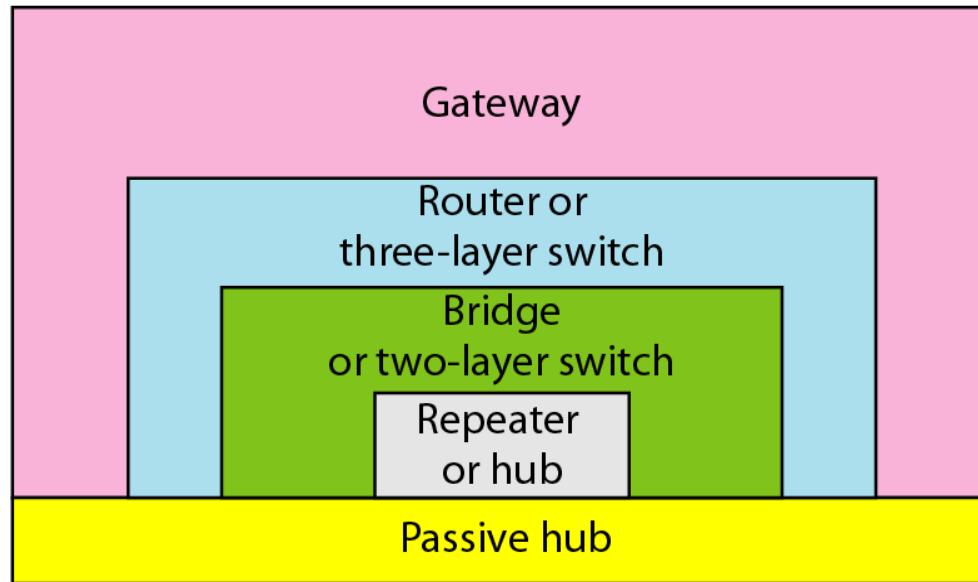 Gateway
Router or
three-layer switch
Bridge
or two-layer switch
Repeater
or hub
Passive hub